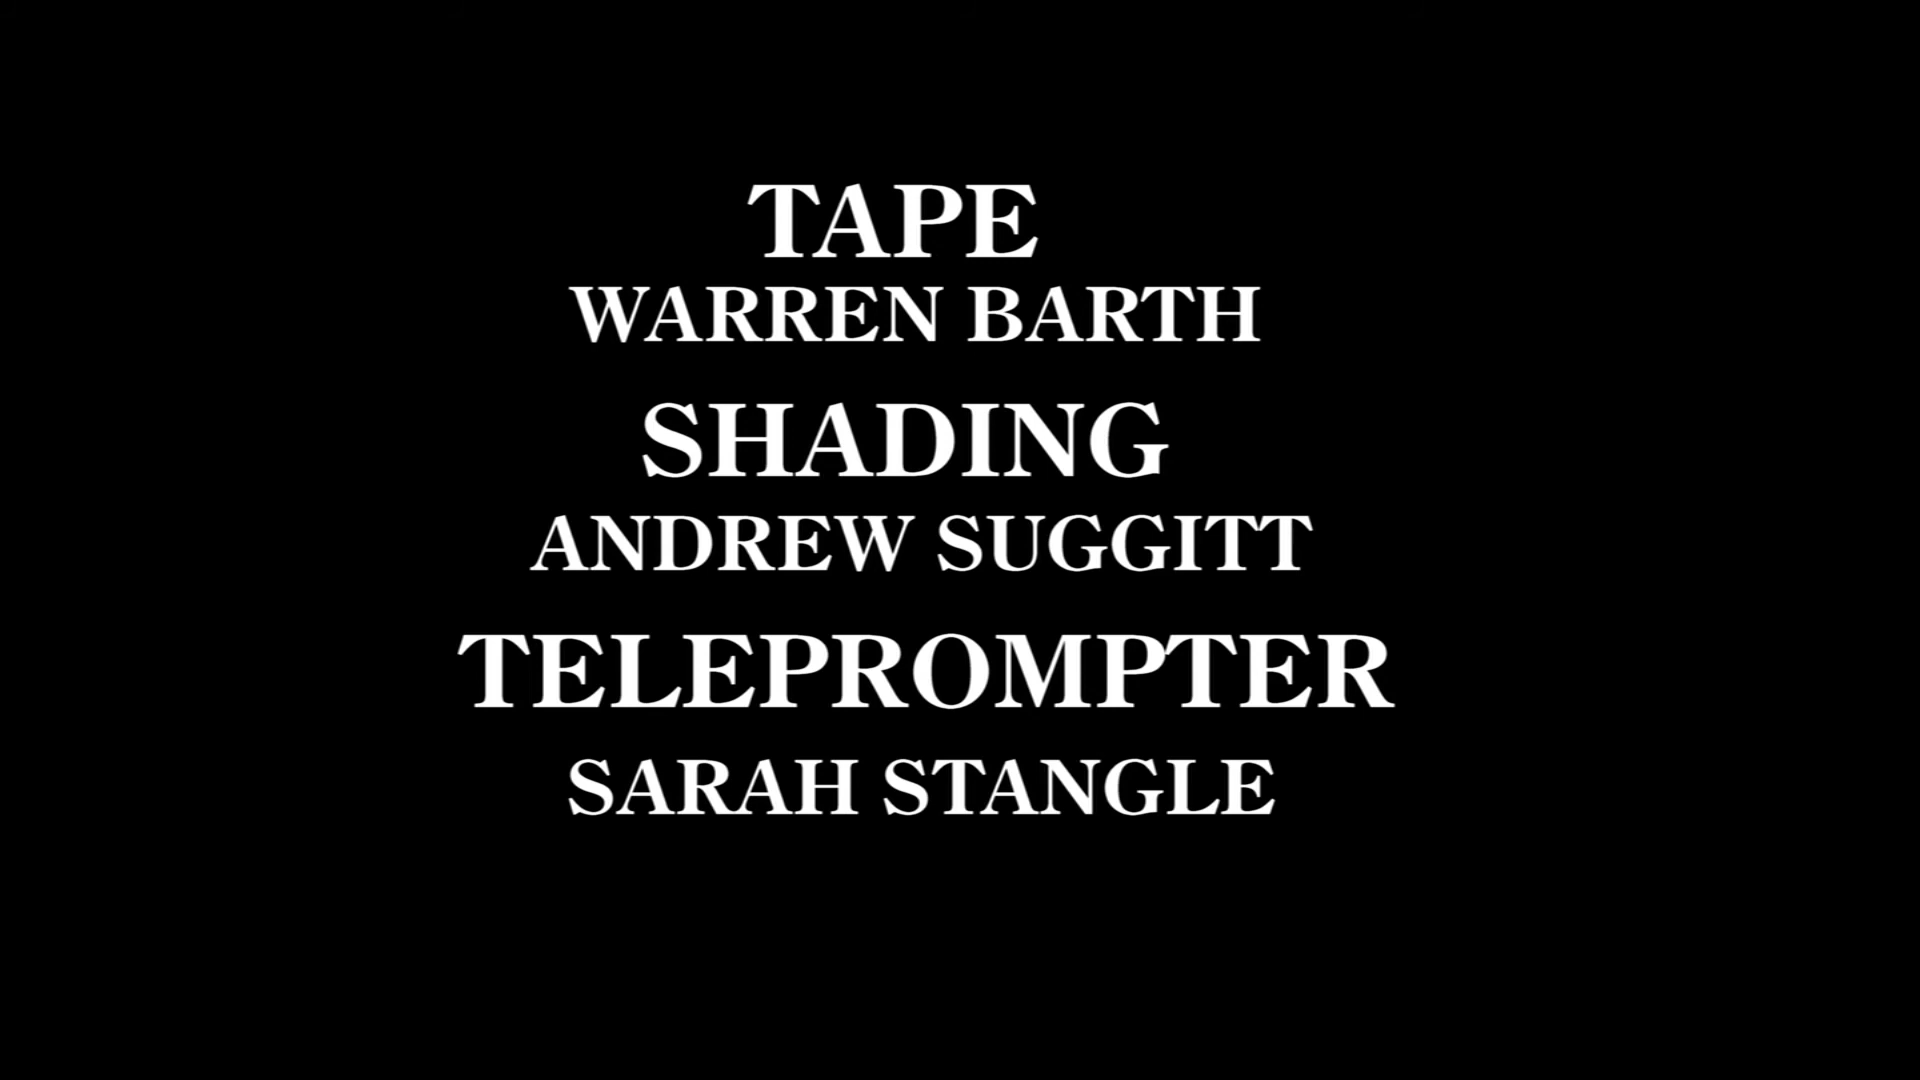 TAPE
WARREN BARTH
SHADING
ANDREW SUGGITT
TELEPROMPTER
SARAH STANGLE